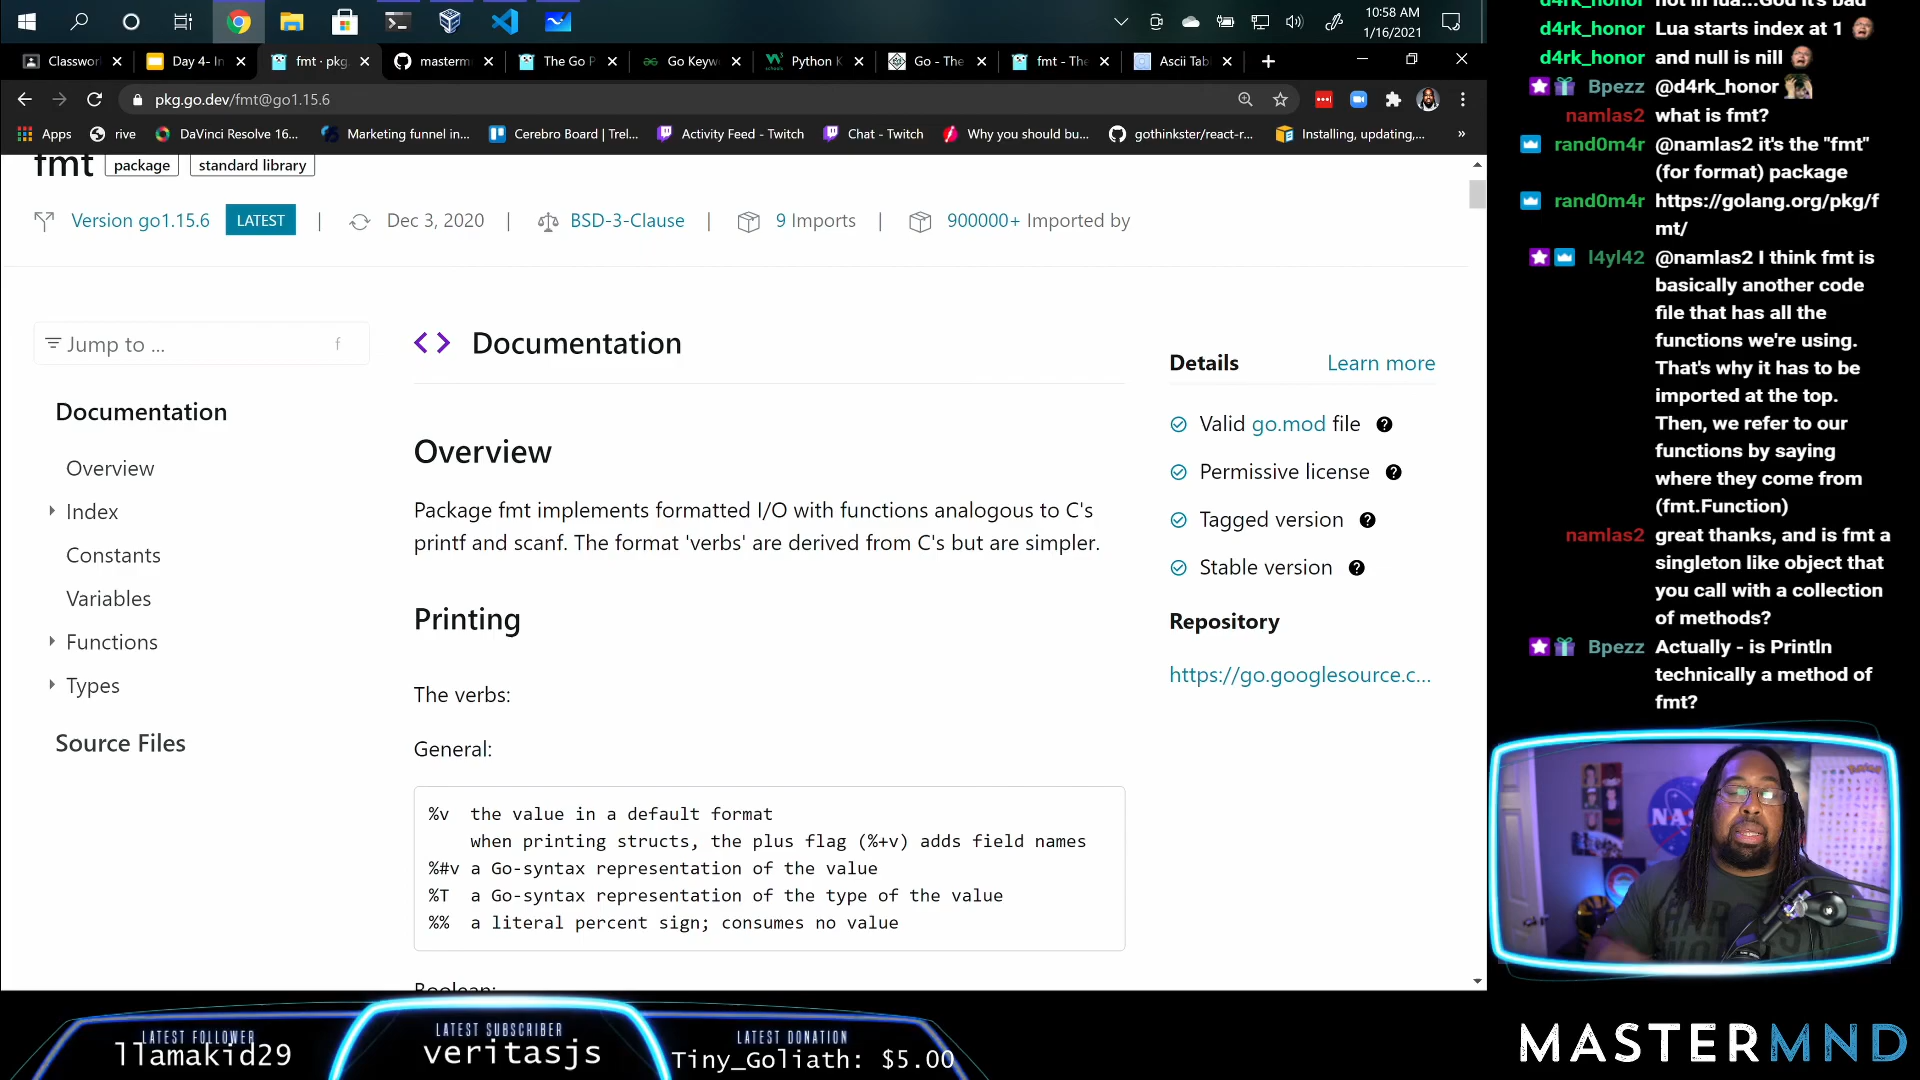 10:58 AM
1/16/2021
Classwor
Day 4- In
fmt · pkg.
masterm
The Go P
Go Keyw
Python K
Go - The
fmt - The
Ascii Tab
pkg.go.dev/fmt@go1.15.6
Apps
rive
DaVinci Resolve 16...
Marketing funnel in...
Cerebro Board | Trel...
Activity Feed - Twitch
Chat - Twitch
Why you should bu...
gothinkster/react-r...
Installing, updating,...
»
fmt package standard library
Version go1.15.6 LATEST | Dec 3, 2020 | BSD-3-Clause | 9 Imports | 900000+ Imported by
Jump to ... f
Documentation
Overview
Index
Constants
Variables
Functions
Types
Source Files
Documentation
Overview
Package fmt implements formatted I/O with functions analogous to C's
printf and scanf. The format 'verbs' are derived from C's but are simpler.
Printing
The verbs:
General:
%v the value in a default format
when printing structs, the plus flag (%+v) adds field names
%#v a Go-syntax representation of the value
%T a Go-syntax representation of the type of the value
%% a literal percent sign; consumes no value
Boolean:
Details Learn more
Valid go.mod file
Permissive license
Tagged version
Stable version
Repository
https://go.googlesource.c...
d4rk_honor not in lua...God it's bad
d4rk_honor Lua starts index at 1
d4rk_honor and null is nill
Bpezz @d4rk_honor
namlas2 what is fmt?
rand0m4r @namlas2 it's the "fmt"
(for format) package
rand0m4r https://golang.org/pkg/f
mt/
l4yl42 @namlas2 I think fmt is
basically another code
file that has all the
functions we're using.
That's why it has to be
imported at the top.
Then, we refer to our
functions by saying
where they come from
(fmt.Function)
namlas2 great thanks, and is fmt a
singleton like object that
you call with a collection
of methods?
Bpezz Actually - is Println
technically a method of
fmt?
NAS
LATEST FOLLOWER
llamakid29
LATEST SUBSCRIBER
veritasjs
LATEST DONATION
Tiny_Goliath: $5.00
MASTERMND